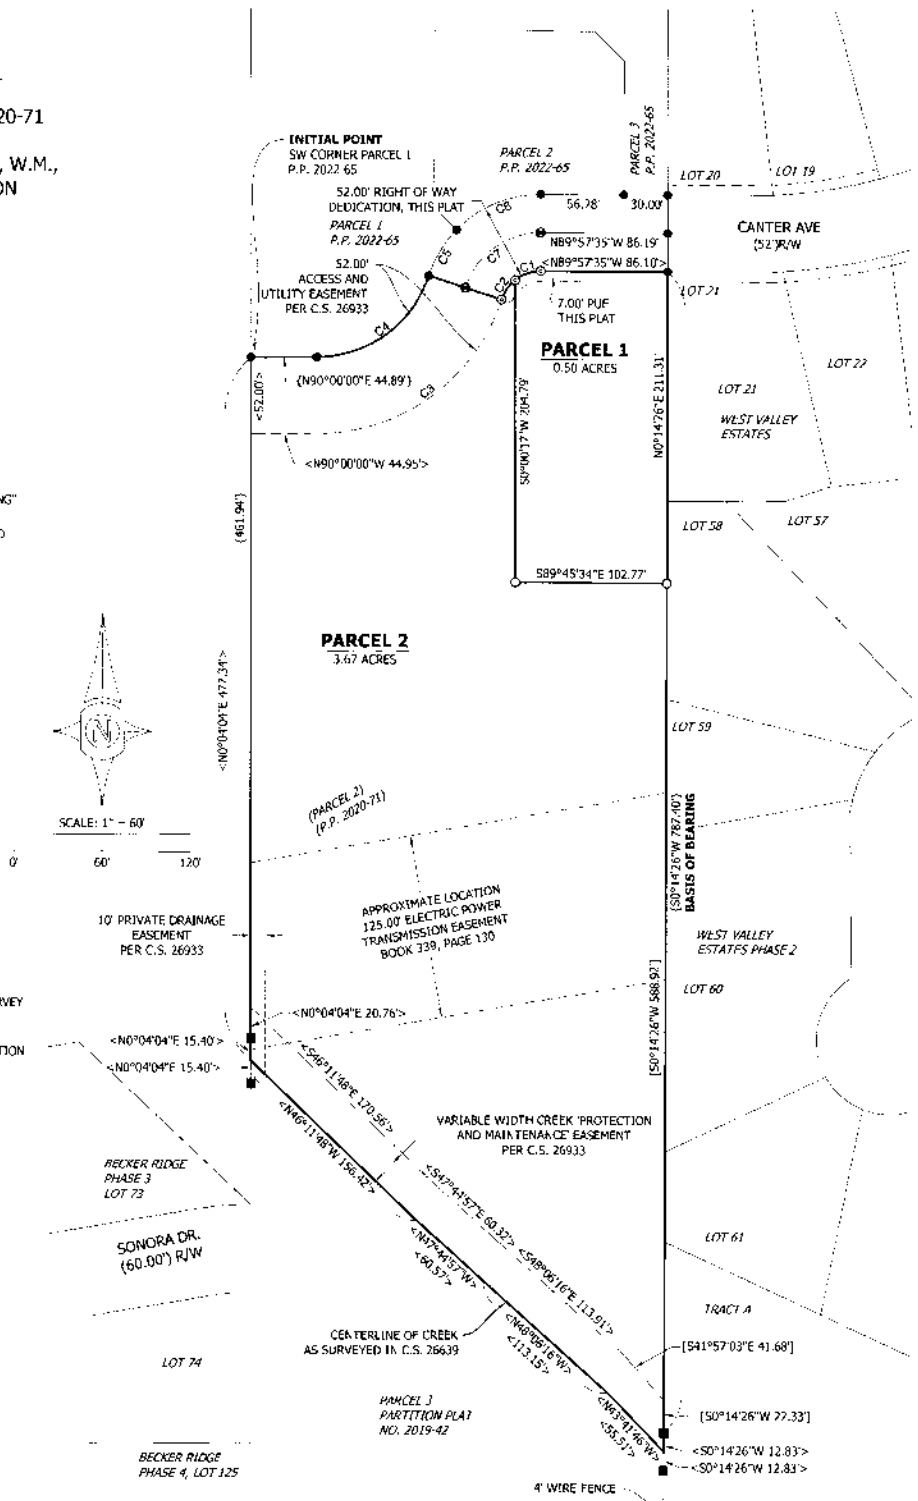 20-71
, W.M.,
ON
INITIAL POINT
SW CORNER PARCEL 1
P.P. 2022-65
PARCEL 2
P.P. 2022-65
PARCEL 3
P.P. 2022-65
52.00' RIGHT OF WAY
DEDICATION, THIS PLAT
PARCEL 1
P.P. 2022-65
C8
C5
C7
C2
C1
C4
C3
56.28'
30.00'
N89°57'35"W 86.19'
<N89°57'35"W 86.10'>
LOT 20
LOT 19
CANTER AVE
(52')R/W
LOT 21
52.00'
ACCESS AND
UTILITY EASEMENT
PER C.S. 26933
7.00' PUE
THIS PLAT
PARCEL 1
0.50 ACRES
{N90°00'00"E 44.89'}
<52.00'>
<N90°00'00"W 44.95'>
S0°00'17"W 204.79'
N0°14'26"E 211.31'
LOT 22
LOT 21
WEST VALLEY
ESTATES
NG"
{461.94'}
LOT 58
LOT 57
S89°45'34"E 102.77'
PARCEL 2
3.67 ACRES
<N0°04'04"E 477.34'>
N
LOT 59
(PARCEL 2)
(P.P. 2020-71)
SCALE: 1" = 60'
0'
60'
120'
{S0°14'26"W 787.40'}
BASIS OF BEARING
10' PRIVATE DRAINAGE
EASEMENT
PER C.S. 26933
APPROXIMATE LOCATION
125.00' ELECTRIC POWER
TRANSMISSION EASEMENT
BOOK 339, PAGE 130
WEST VALLEY
ESTATES PHASE 2
LOT 60
[S0°14'26"W 588.92']
RVEY
TION
<N0°04'04"E 20.76'>
<N0°04'04"E 15.40'>
<N0°04'04"E 15.40'>
<S46°11'48"E 170.56'>
<N46°11'48"W 156.42'>
VARIABLE WIDTH CREEK 'PROTECTION
AND MAINTENANCE' EASEMENT
PER C.S. 26933
BECKER RIDGE
PHASE 3
LOT 73
<S47°44'57"E 60.32'>
<N47°44'57"W>
<60.57'>
SONORA DR.
(60.00') R/W
LOT 61
<S48°06'16"E 113.91'>
<N48°06'16"W>
<113.15'>
TRACT A
CENTERLINE OF CREEK
AS SURVEYED IN C.S. 26639
[S41°57'03"E 41.68']
LOT 74
PARCEL 3
PARTITION PLAT
NO. 2019-42
<N43°41'46"W>
<55.51'>
[S0°14'26"W 77.33']
<S0°14'26"W 12.83'>
<S0°14'26"W 12.83'>
BECKER RIDGE
PHASE 4, LOT 125
4' WIRE FENCE